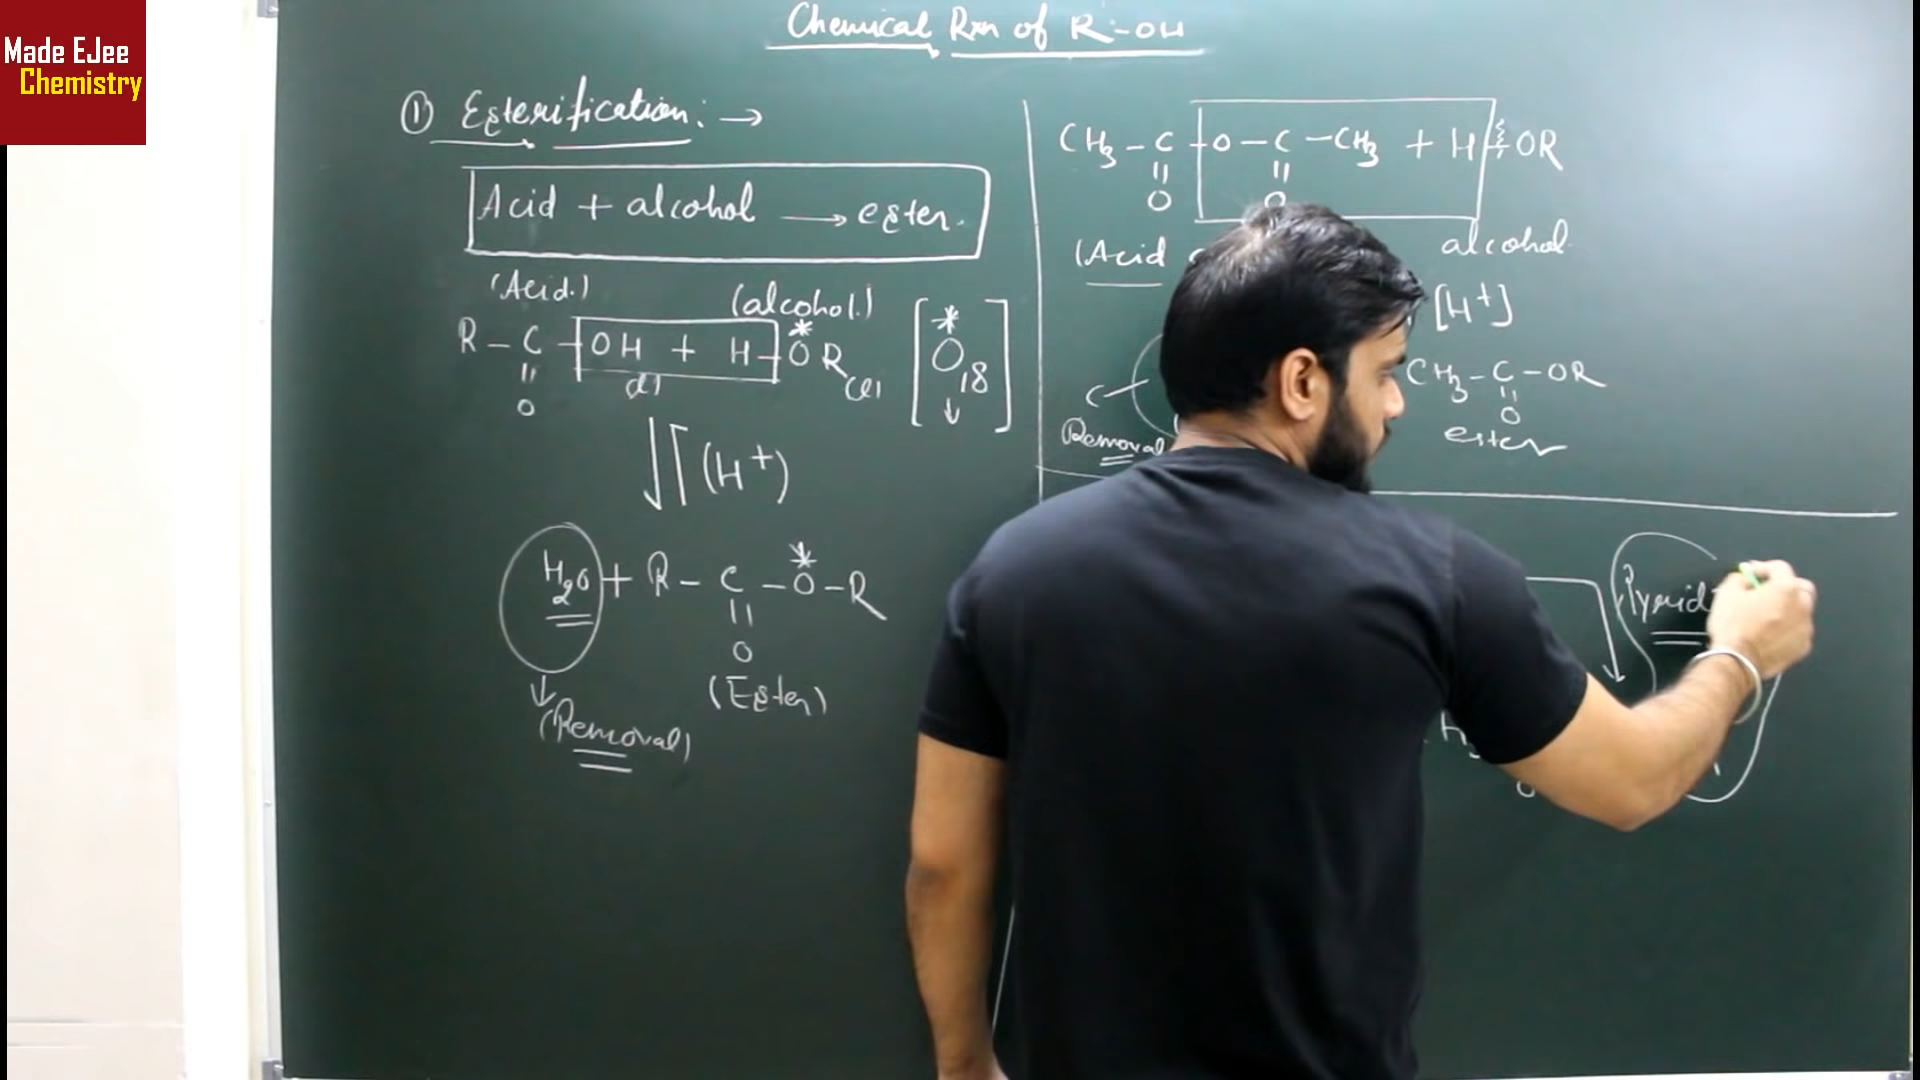 Made EJee
Chemistry
Chemical Rxn of R-OH
① Esterification: →
Acid + alcohol ⟶ ester.
(Acid.) (alcohol.)
R - C - OH + H - O* R(l) [O* 18 ↓]
(l)
||
O
⇃↾ (H+)
H2O + R - C - O* - R
||
O
↓ (Ester)
(Removal)
CH3 - C - O - C - CH3 + H OR
|| ||
O O
(Acid alcohol
[H+]
CH3 - C - OR
||
O
Removal ester